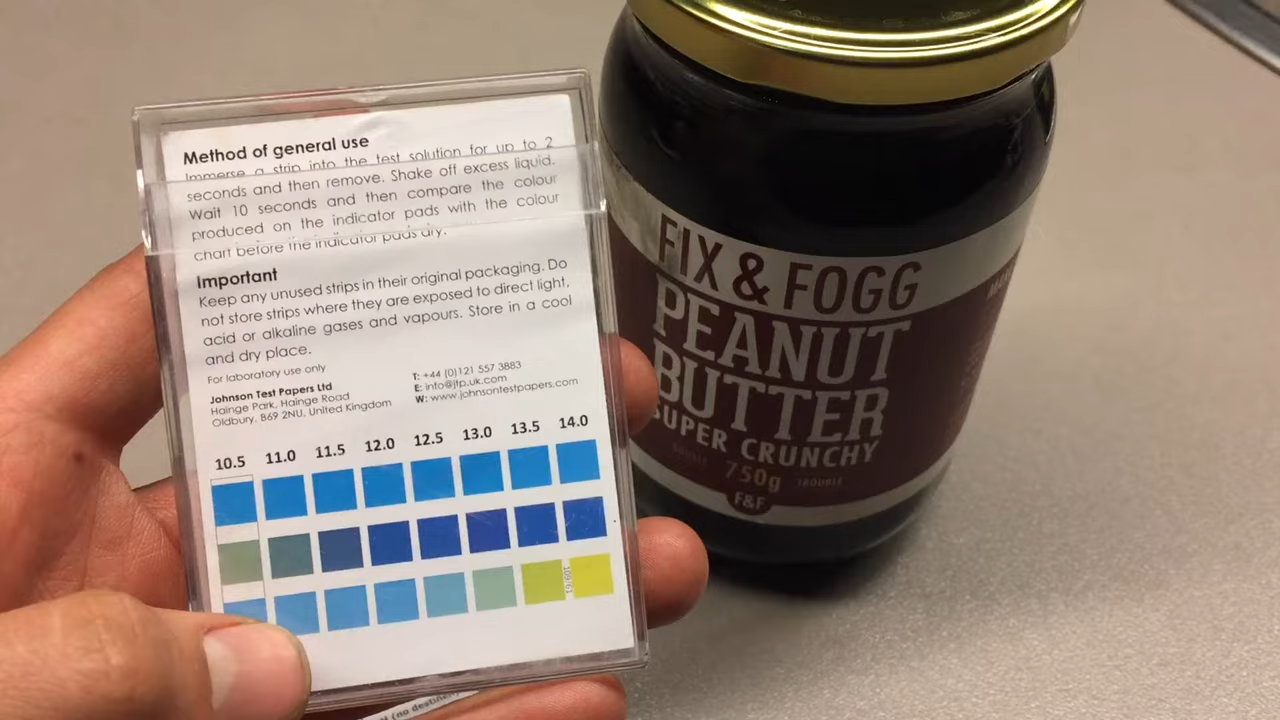 Method of general use
Immerse a strip into the test solution for up to 2
seconds and then remove. Shake off excess liquid.
Wait 10 seconds and then compare the colour
produced on the indicator pads with the colour
chart before the indicator pads dry.
Important
Keep any unused strips in their original packaging. Do
not store strips where they are exposed to direct light,
acid or alkaline gases and vapours. Store in a cool
and dry place.
For laboratory use only
Johnson Test Papers Ltd
Hainge Park, Hainge Road
Oldbury, B69 2NU, United Kingdom
T: +44 (0)121 557 3883
E: info@jtp.uk.com
W: www.johnsontestpapers.com
10.5 11.0 11.5 12.0 12.5 13.0 13.5 14.0
FIX & FOGG
PEANUT
BUTTER
SUPER CRUNCHY
DOUBLE 750g TROUBLE
F&F
(no